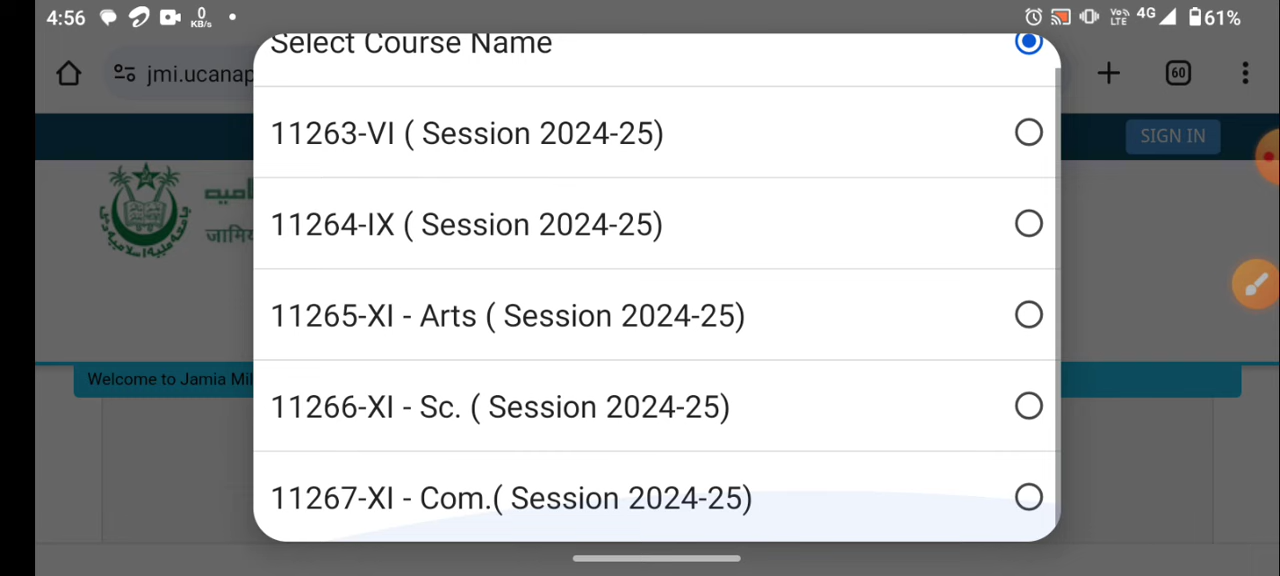 4:56 0 KB/s VoLTE 4G 61%
Select Course Name
jmi.ucanap
60
11263-VI ( Session 2024-25)
SIGN IN
11264-IX ( Session 2024-25)
11265-XI - Arts ( Session 2024-25)
Welcome to Jamia Mil
11266-XI - Sc. ( Session 2024-25)
11267-XI - Com.( Session 2024-25)